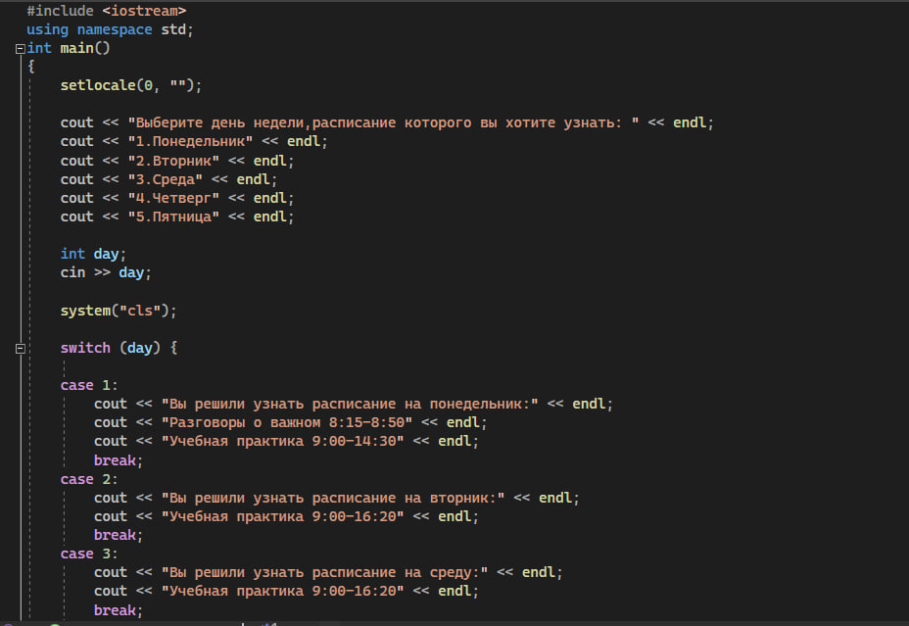 #include <iostream>
using namespace std;
int main()
{
setlocale(0, "");
cout << "Выберите день недели,расписание которого вы хотите узнать: " << endl;
cout << "1.Понедельник" << endl;
cout << "2.Вторник" << endl;
cout << "3.Среда" << endl;
cout << "4.Четверг" << endl;
cout << "5.Пятница" << endl;
int day;
cin >> day;
system("cls");
switch (day) {
case 1:
cout << "Вы решили узнать расписание на понедельник:" << endl;
cout << "Разговоры о важном 8:15-8:50" << endl;
cout << "Учебная практика 9:00-14:30" << endl;
break;
case 2:
cout << "Вы решили узнать расписание на вторник:" << endl;
cout << "Учебная практика 9:00-16:20" << endl;
break;
case 3:
cout << "Вы решили узнать расписание на среду:" << endl;
cout << "Учебная практика 9:00-16:20" << endl;
break;